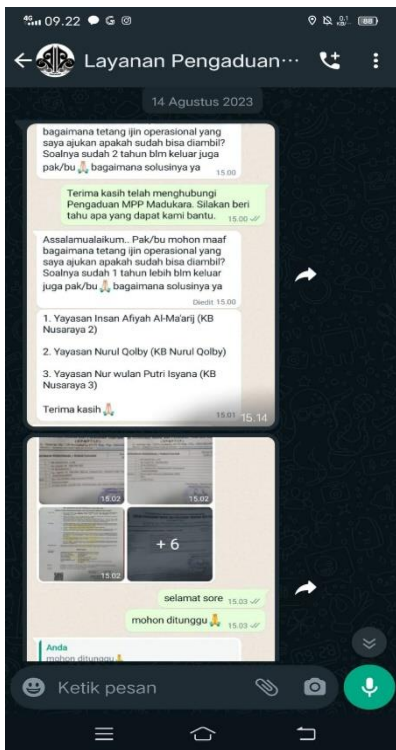 4G 09.22
0.1
KB/s
88
Layanan Pengaduan...
14 Agustus 2023
bagaimana tetang ijin operasional yang
saya ajukan apakah sudah bisa diambil?
Soalnya sudah 2 tahun blm keluar juga
pak/bu🙏 bagaimana solusinya ya
15.00
Terima kasih telah menghubungi
Pengaduan MPP Madukara. Silakan beri
tahu apa yang dapat kami bantu.
15.00
Assalamualaikum.. Pak/bu mohon maaf
bagaimana tetang ijin operasional yang
saya ajukan apakah sudah bisa diambil?
Soalnya sudah 1 tahun lebih blm keluar
juga pak/bu🙏 bagaimana solusinya ya
Diedit 15.00
1. Yayasan Insan Afiyah Al-Ma'arij (KB
Nusaraya 2)
2. Yayasan Nurul Qolby (KB Nurul Qolby)
3. Yayasan Nur wulan Putri Isyana (KB
Nusaraya 3)
Terima kasih🙏
15.01
15.14
15.02
15.02
15.02
+ 6
selamat sore
15.03
mohon ditunggu🙏
15.03
Anda
mohon ditunggu🙏
Ketik pesan